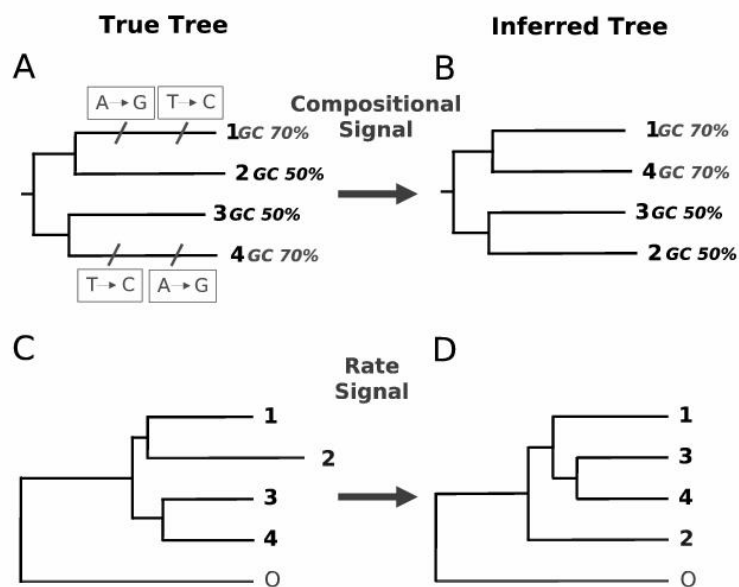 True Tree
Inferred Tree
A
B
A→G
T→C
Compositional
Signal
1 GC 70%
2 GC 50%
3 GC 50%
4 GC 70%
T→C
A→G
1 GC 70%
4 GC 70%
3 GC 50%
2 GC 50%
C
D
Rate
Signal
1
2
3
4
O
1
3
4
2
O